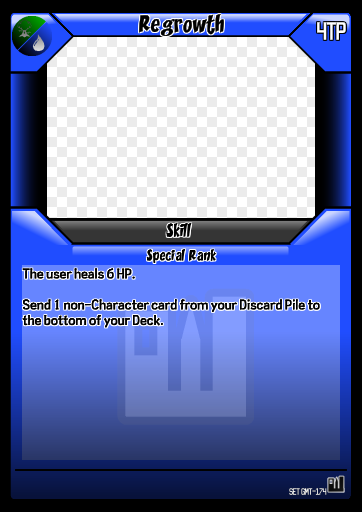 Regrowth
4TP
Skill
Special Rank
The user heals 6 HP.
Send 1 non-Character card from your Discard Pile to
the bottom of your Deck.
SET GMT-174